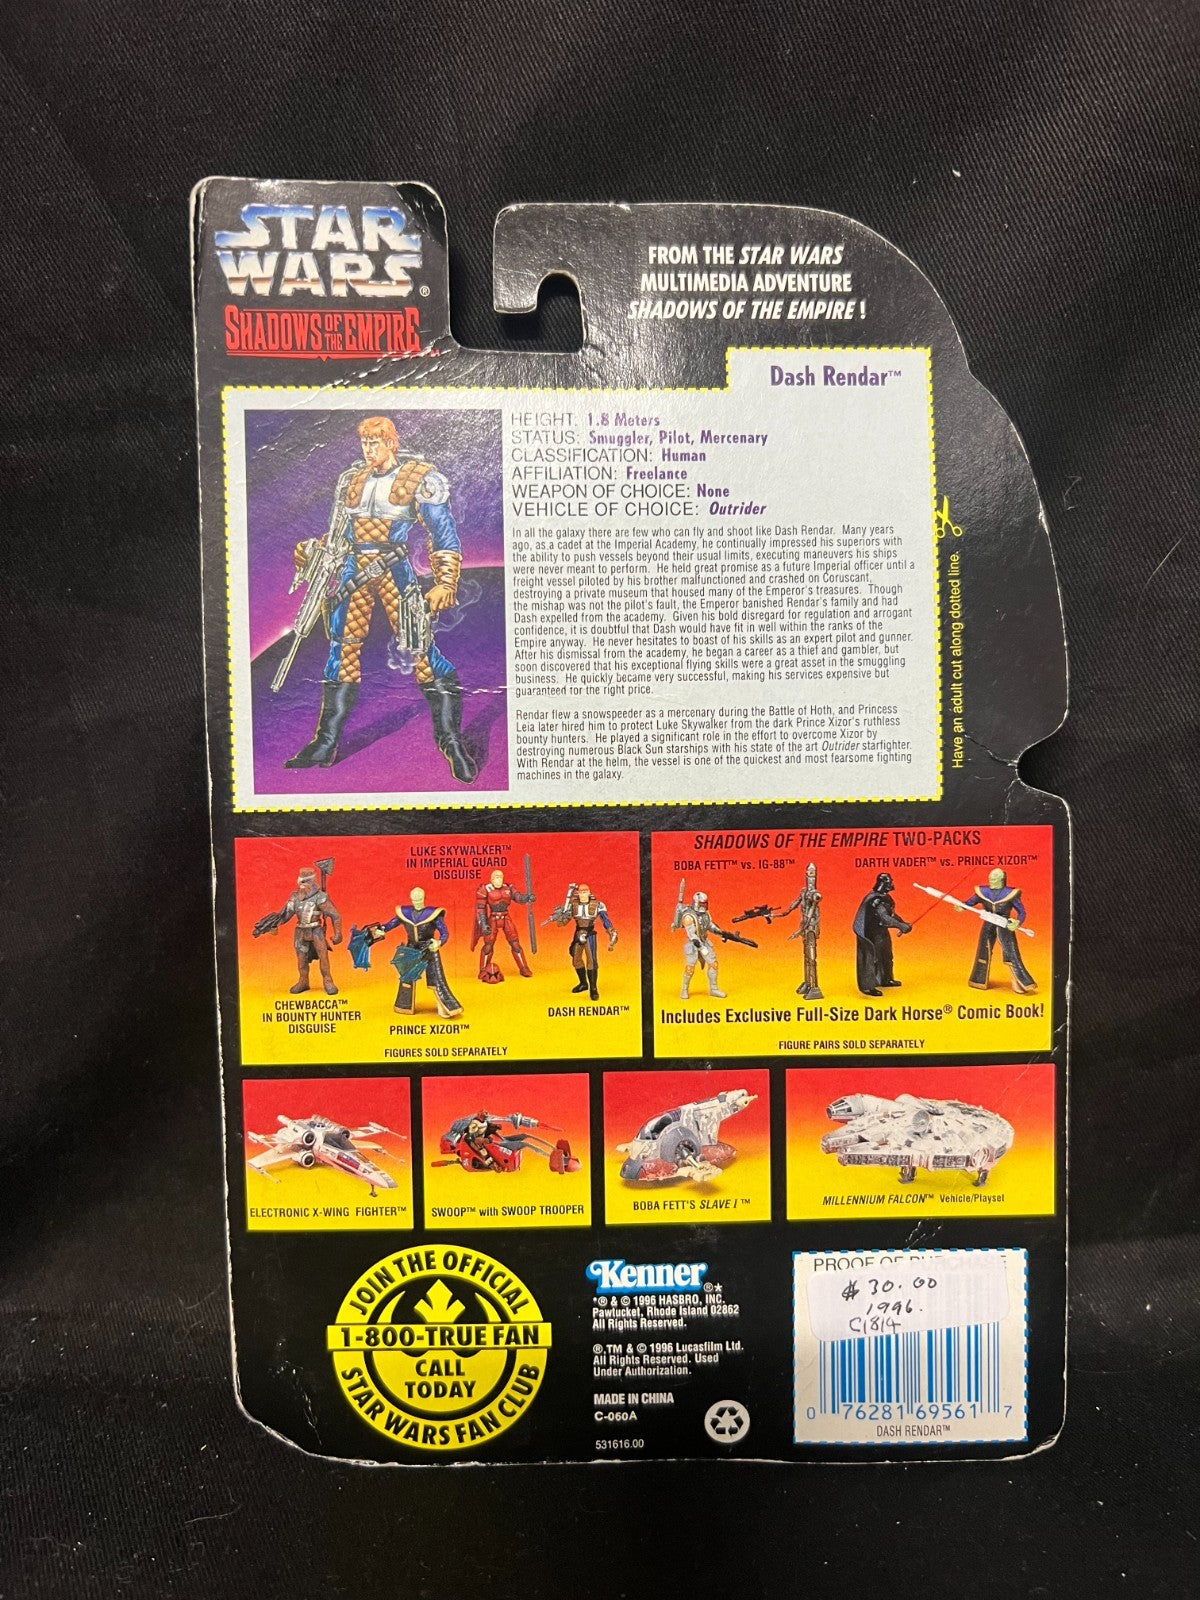 STAR
WARS®
SHADOWS OF THE EMPIRE
FROM THE STAR WARS
MULTIMEDIA ADVENTURE
SHADOWS OF THE EMPIRE !
Dash Rendar™
HEIGHT: 1.8 Meters
STATUS: Smuggler, Pilot, Mercenary
CLASSIFICATION: Human
AFFILIATION: Freelance
WEAPON OF CHOICE: None
VEHICLE OF CHOICE: Outrider
In all the galaxy there are few who can fly and shoot like Dash Rendar. Many years
ago, as a cadet at the Imperial Academy, he continually impressed his superiors with
the ability to push vessels beyond their usual limits, executing maneuvers his ships
were never meant to perform. He held great promise as a future Imperial officer until a
freight vessel piloted by his brother malfunctioned and crashed on Coruscant,
destroying a private museum that housed many of the Emperor's treasures. Though
the mishap was not the pilot's fault, the Emperor banished Rendar's family and had
Dash expelled from the academy. Given his bold disregard for regulation and arrogant
confidence, it is doubtful that Dash would have fit in well within the ranks of the
Empire anyway. He never hesitates to boast of his skills as an expert pilot and gunner.
After his dismissal from the academy, he began a career as a thief and gambler, but
soon discovered that his exceptional flying skills were a great asset in the smuggling
business. He quickly became very successful, making his services expensive but
guaranteed for the right price.
Rendar flew a snowspeeder as a mercenary during the Battle of Hoth, and Princess
Leia later hired him to protect Luke Skywalker from the dark Prince Xizor's ruthless
bounty hunters. He played a significant role in the effort to overcome Xizor by
destroying numerous Black Sun starships with his state of the art Outrider starfighter.
With Rendar at the helm, the vessel is one of the quickest and most fearsome fighting
machines in the galaxy.
Have an adult cut along dotted line.
LUKE SKYWALKER™
IN IMPERIAL GUARD
DISGUISE
CHEWBACCA™
IN BOUNTY HUNTER
DISGUISE
PRINCE XIZOR™
DASH RENDAR™
FIGURES SOLD SEPARATELY
SHADOWS OF THE EMPIRE TWO-PACKS
BOBA FETT™ vs. IG-88™
DARTH VADER™ vs. PRINCE XIZOR™
Includes Exclusive Full-Size Dark Horse® Comic Book!
FIGURE PAIRS SOLD SEPARATELY
ELECTRONIC X-WING FIGHTER™
SWOOP™ with SWOOP TROOPER
BOBA FETT'S SLAVE I™
MILLENNIUM FALCON™ Vehicle/Playset
JOIN THE OFFICIAL
1-800-TRUE FAN
CALL
TODAY
STAR WARS FAN CLUB
Kenner®*
*® & © 1996 HASBRO, INC.
Pawtucket, Rhode Island 02862
All Rights Reserved.
®,TM & © 1996 Lucasfilm Ltd.
All Rights Reserved. Used
Under Authorization.
MADE IN CHINA
C-060A
531616.00
PROOF OF PURCHASE
$30.00
1996.
C1814
0 76281 69561 7
DASH RENDAR™